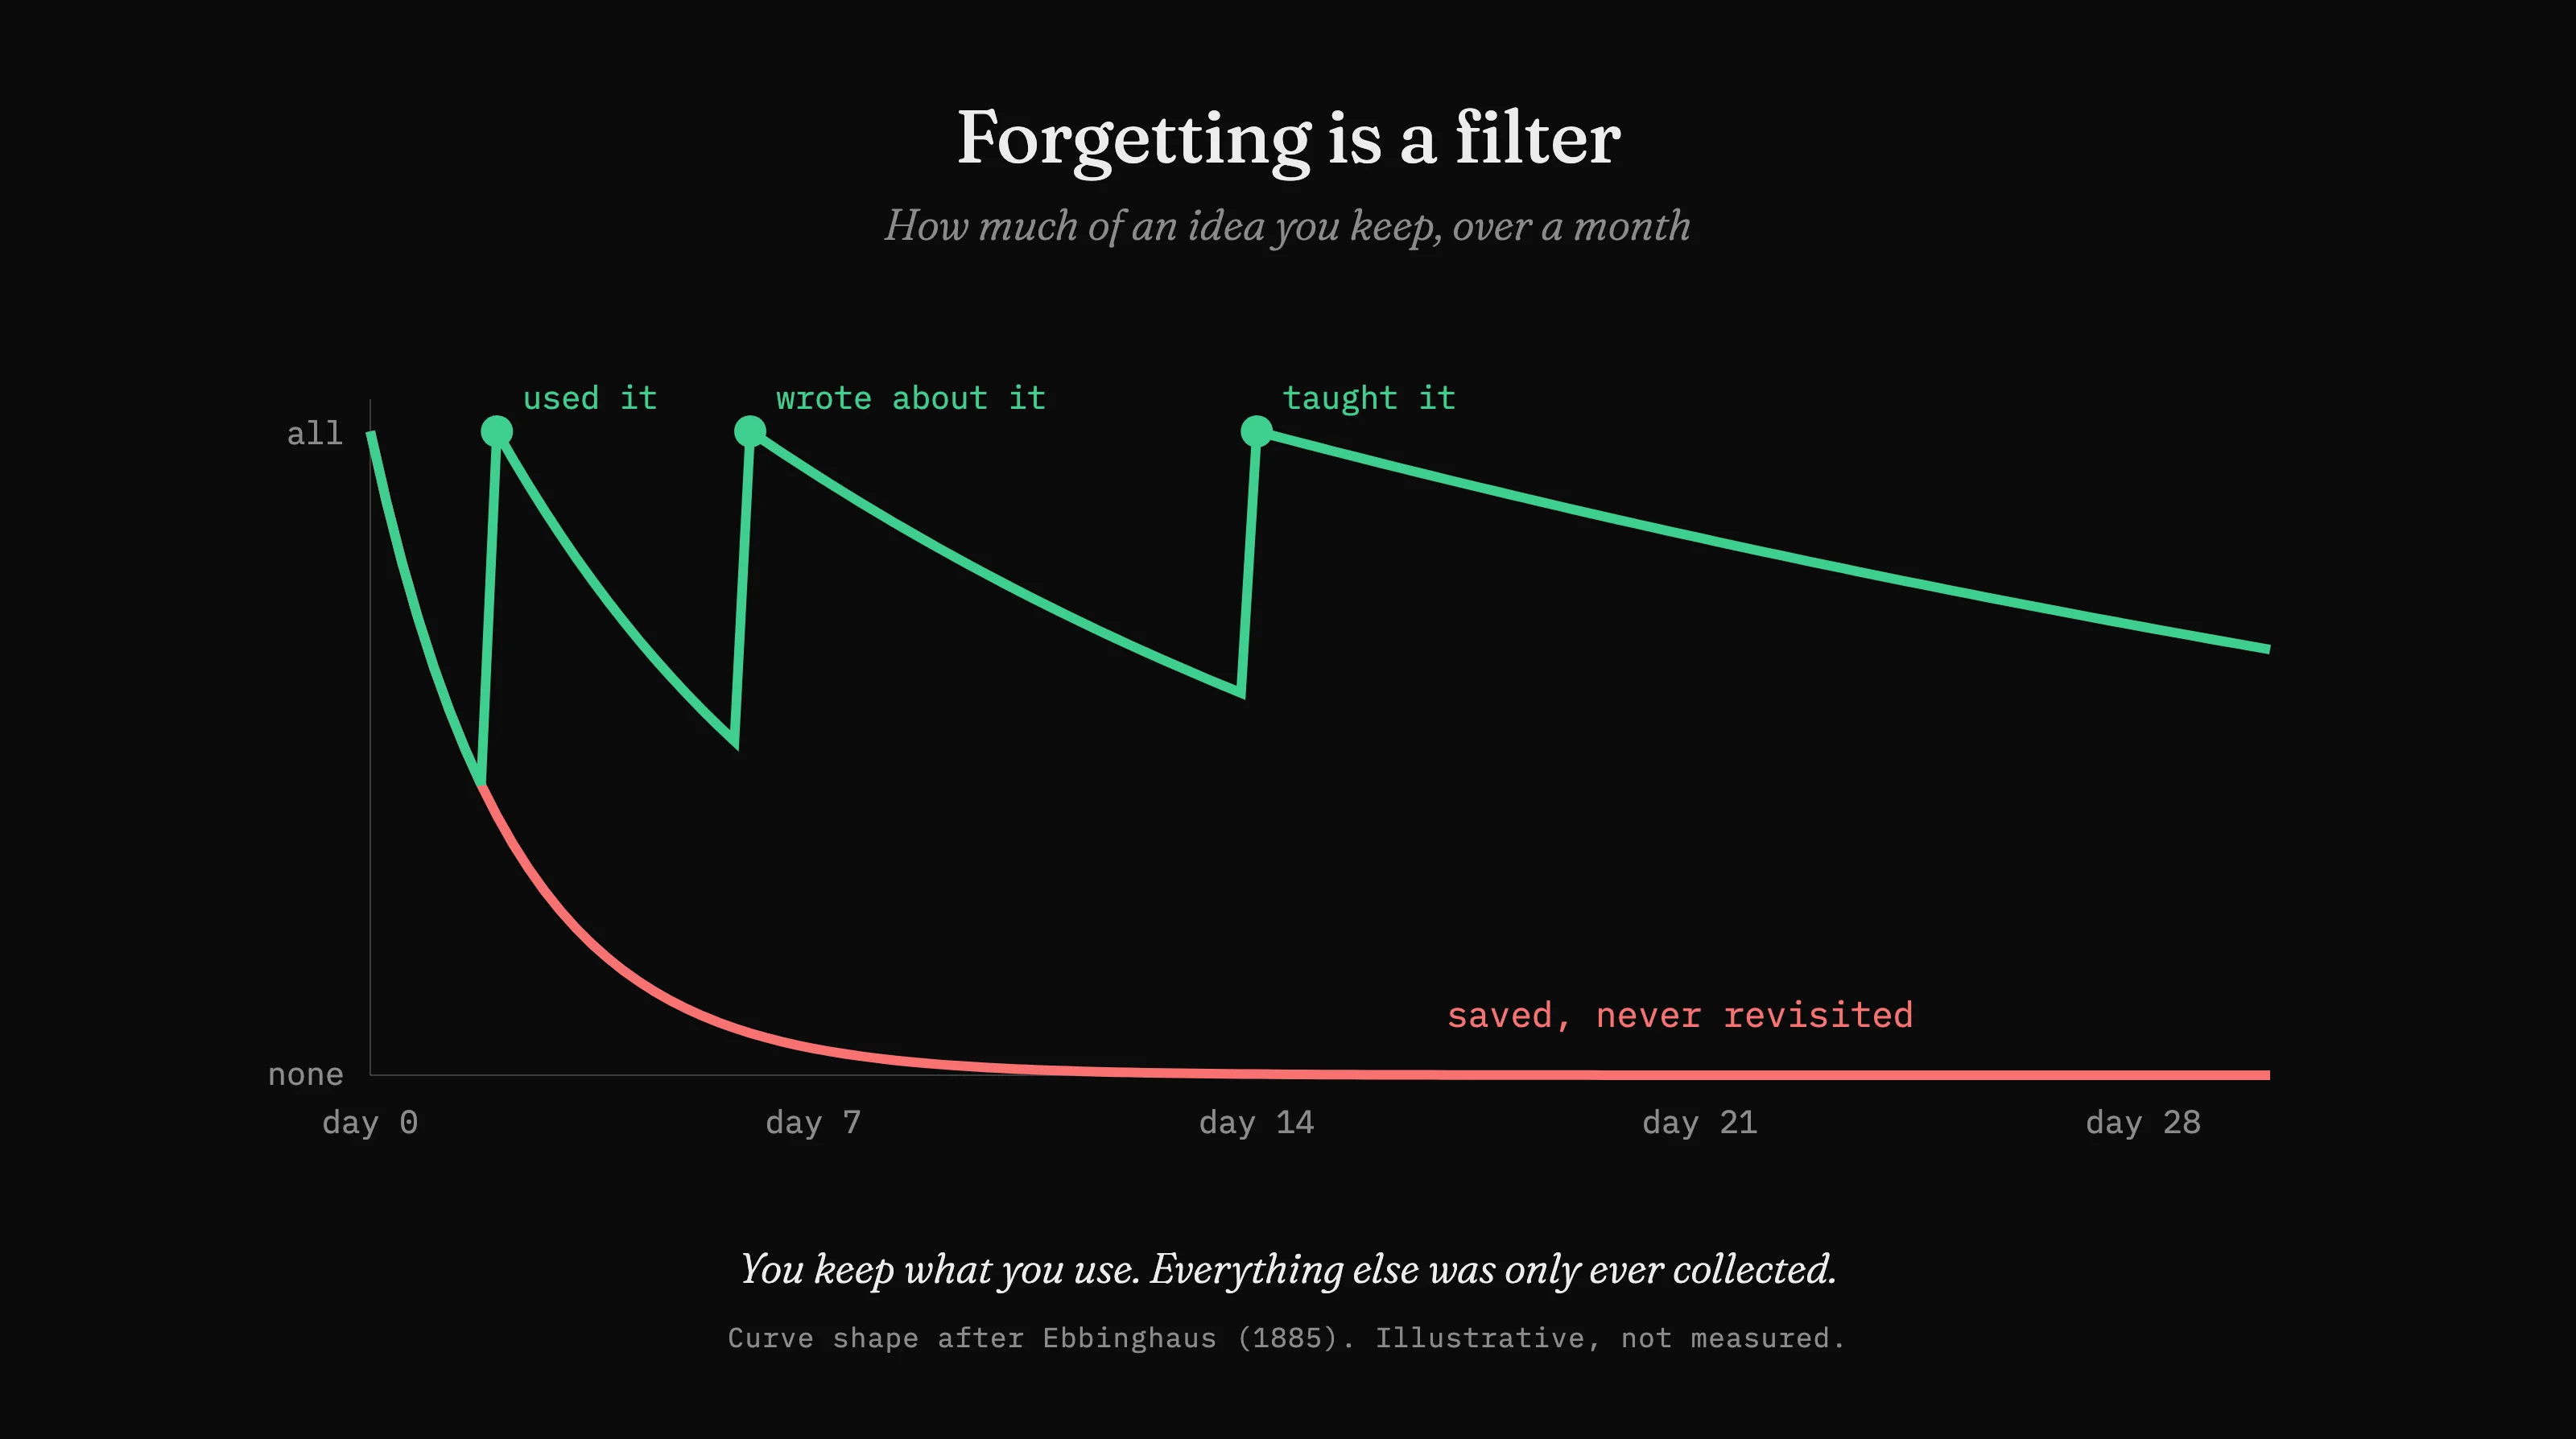 Forgetting is a filter
How much of an idea you keep, over a month
used it
wrote about it
taught it
all
saved, never revisited
none
day 0
day 7
day 14
day 21
day 28
You keep what you use. Everything else was only ever collected.
Curve shape after Ebbinghaus (1885). Illustrative, not measured.